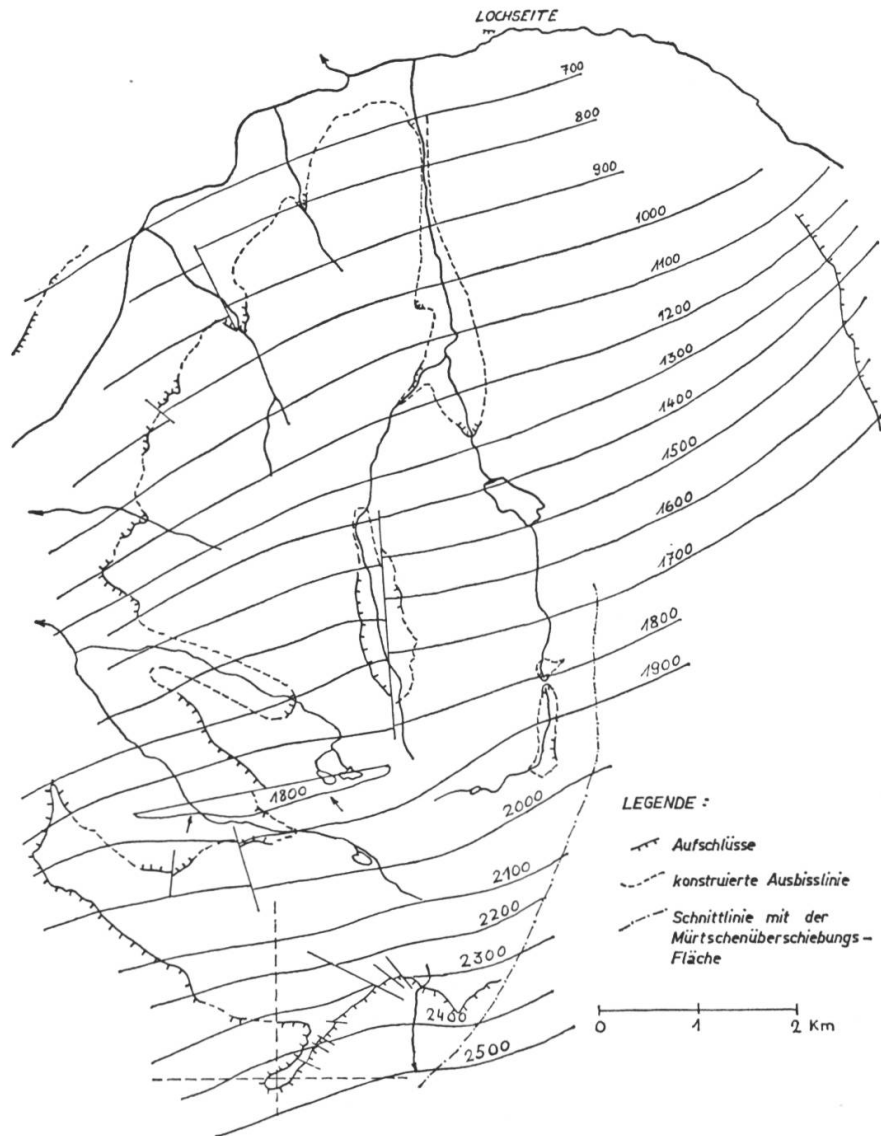 LOCHSEITE
700
800
900
1000
1100
1200
1300
1400
1500
1600
1700
1800
1900
1800
2000
2100
2200
2300
2400
2500
LEGENDE :
Aufschlüsse
konstruierte Ausbisslinie
Schnittlinie mit der
Mürtschenüberschiebungs-
Fläche
0 1 2 Km